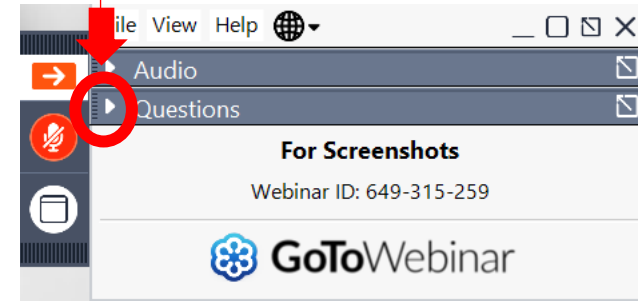 ile View Help
Audio
Questions
For Screenshots
Webinar ID: 649-315-259
GoToWebinar